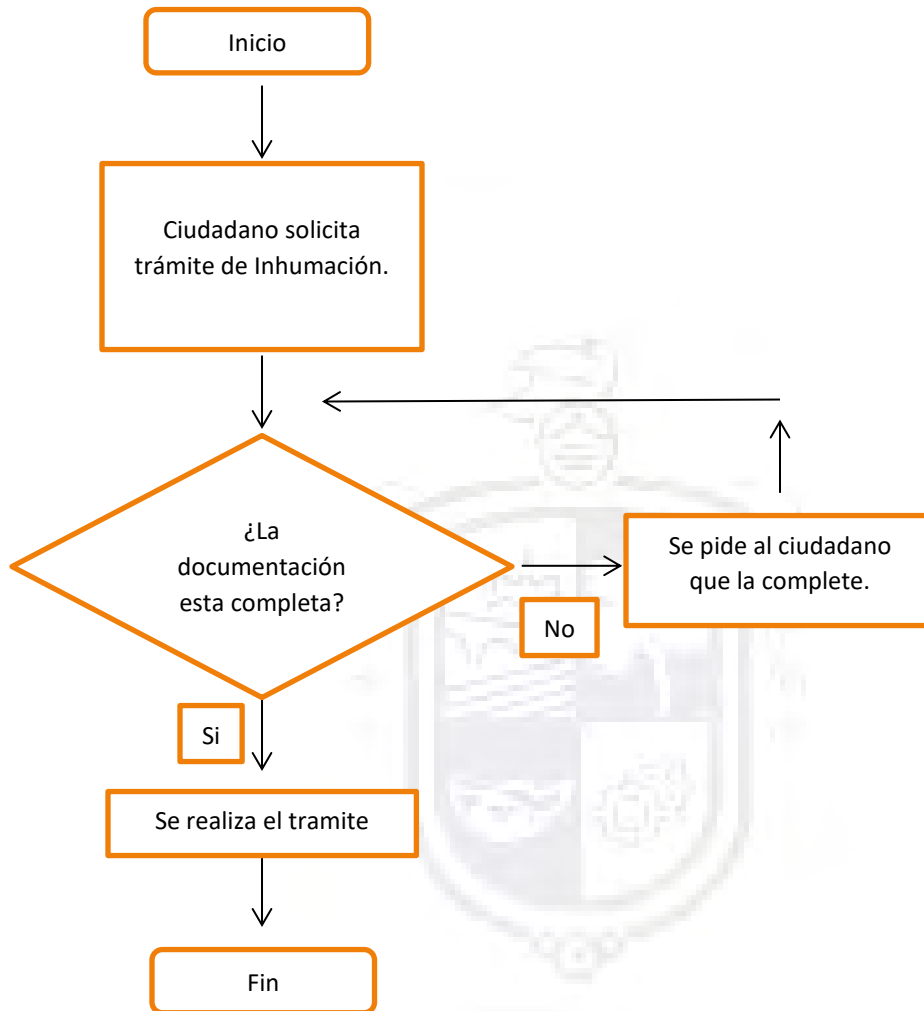 Inicio
Ciudadano solicita
trámite de Inhumación.
¿La
documentación
esta completa?
Se pide al ciudadano
que la complete.
No
Si
Se realiza el tramite
Fin